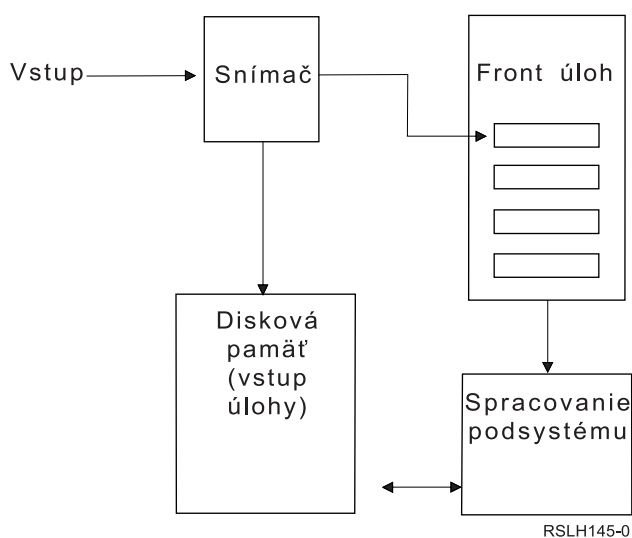 Vstup
Snímač
Front úloh
Disková
pamäť
(vstup
úlohy)
Spracovanie
podsystému
RSLH145-0